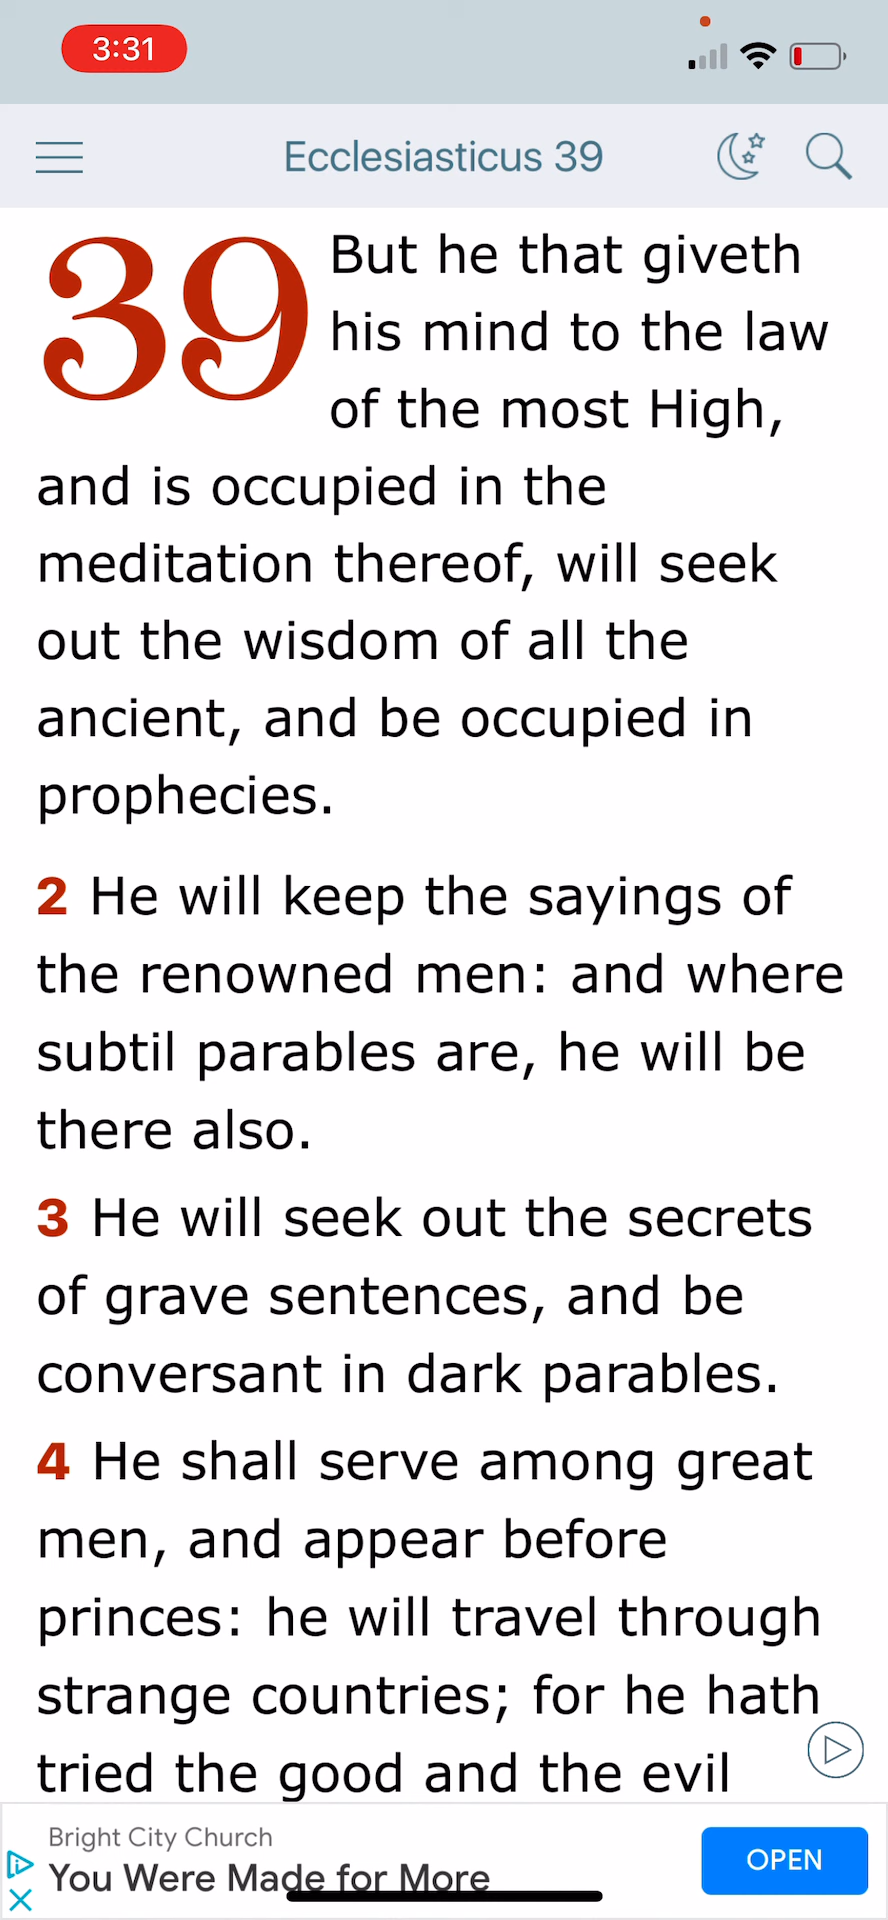 3:31
Ecclesiasticus 39
39 But he that giveth
his mind to the law
of the most High,
and is occupied in the
meditation thereof, will seek
out the wisdom of all the
ancient, and be occupied in
prophecies.
2 He will keep the sayings of
the renowned men: and where
subtil parables are, he will be
there also.
3 He will seek out the secrets
of grave sentences, and be
conversant in dark parables.
4 He shall serve among great
men, and appear before
princes: he will travel through
strange countries; for he hath
tried the good and the evil
Bright City Church
You Were Made for More
OPEN